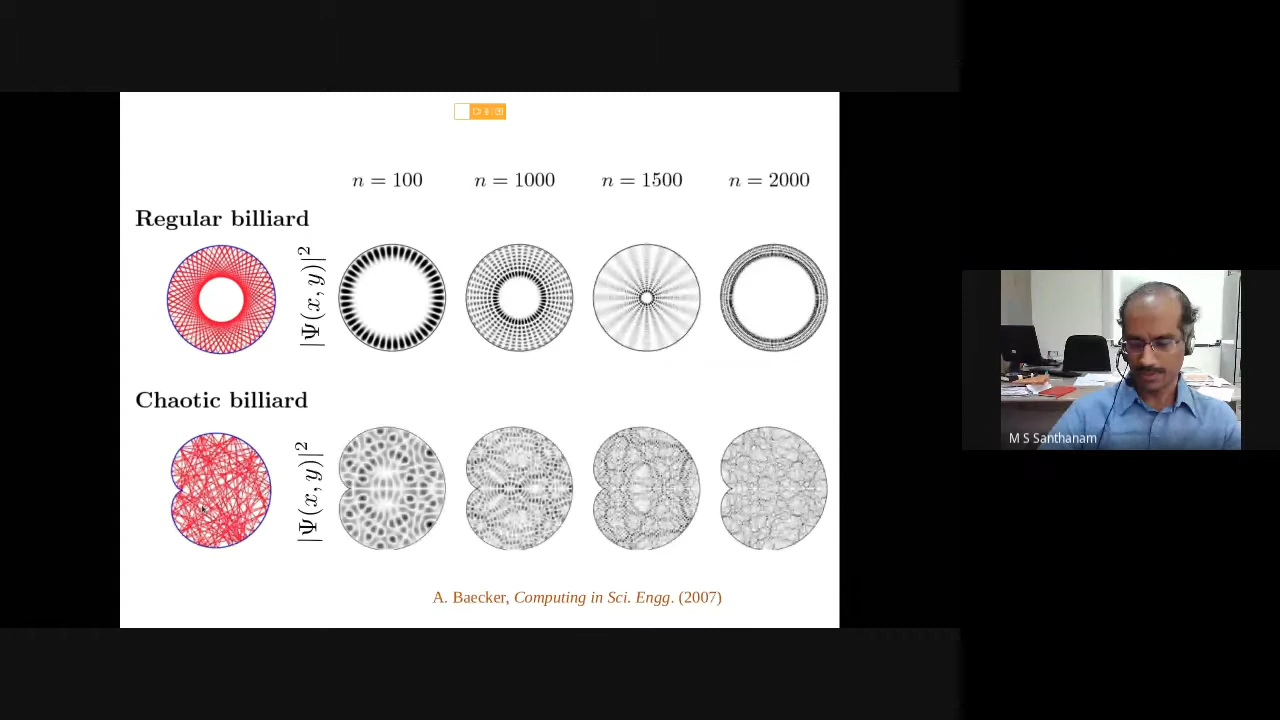 n = 100 n = 1000 n = 1500 n = 2000
Regular billiard
|Ψ(x, y)|²
Chaotic billiard
|Ψ(x, y)|²
A. Baecker, Computing in Sci. Engg. (2007)
M S Santhanam